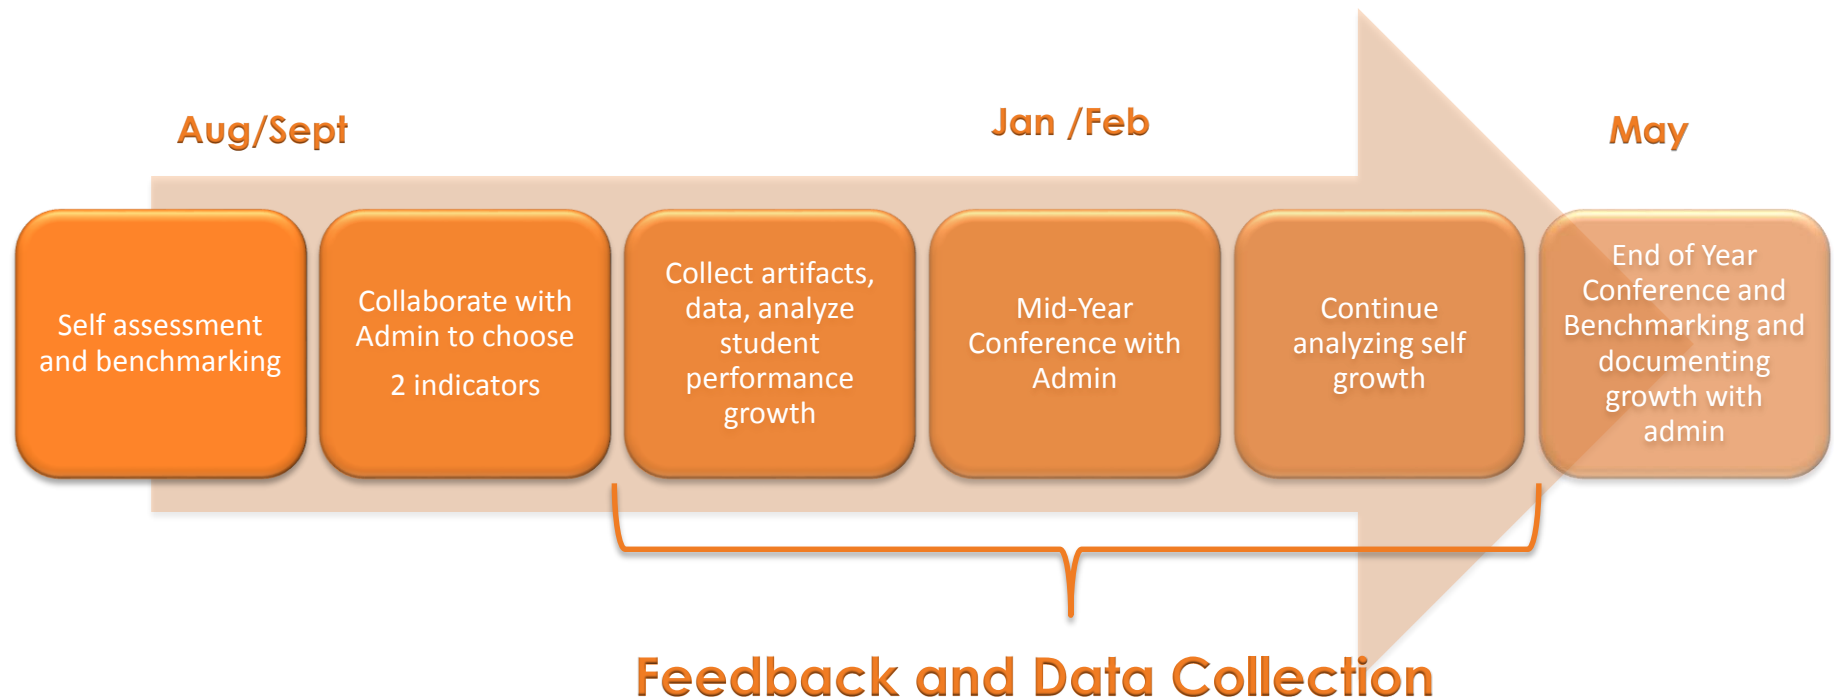 Aug/Sept
Jan /Feb
May
Self assessment
and benchmarking
Collaborate with
Admin to choose
2 indicators
Collect artifacts,
data, analyze
student
performance
growth
Mid-Year
Conference with
Admin
Continue
analyzing self
growth
End of Year
Conference and
Benchmarking and
documenting
growth with
admin
Feedback and Data Collection